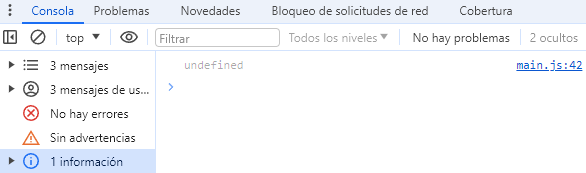 Consola Problemas Novedades Bloqueo de solicitudes de red Cobertura
top Filtrar Todos los niveles No hay problemas 2 ocultos
3 mensajes
3 mensajes de us...
No hay errores
Sin advertencias
1 información
undefined main.js:42